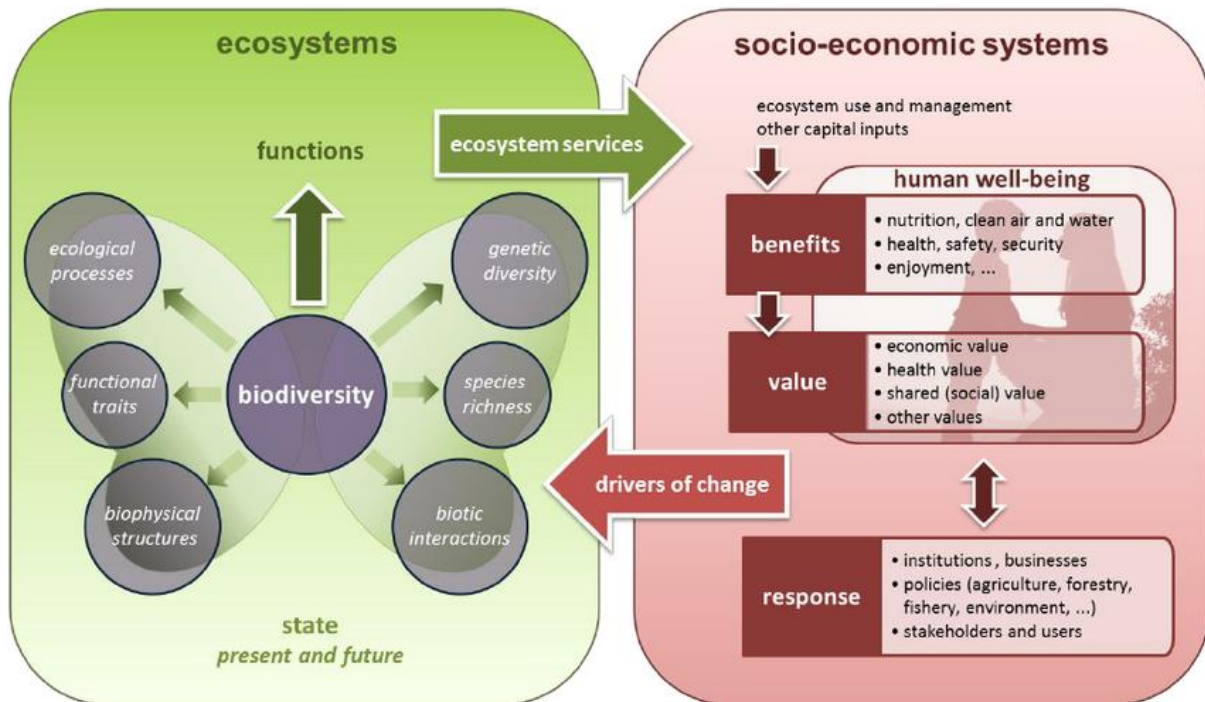 ecosystems
functions
ecological
processes
genetic
diversity
functional
traits
biodiversity
species
richness
biophysical
structures
biotic
interactions
state
present and future
ecosystem services
drivers of change
socio-economic systems
ecosystem use and management
other capital inputs
human well-being
benefits
• nutrition, clean air and water
• health, safety, security
• enjoyment, ...
value
• economic value
• health value
• shared (social) value
• other values
response
• institutions , businesses
• policies (agriculture, forestry,
fishery, environment, ...)
• stakeholders and users